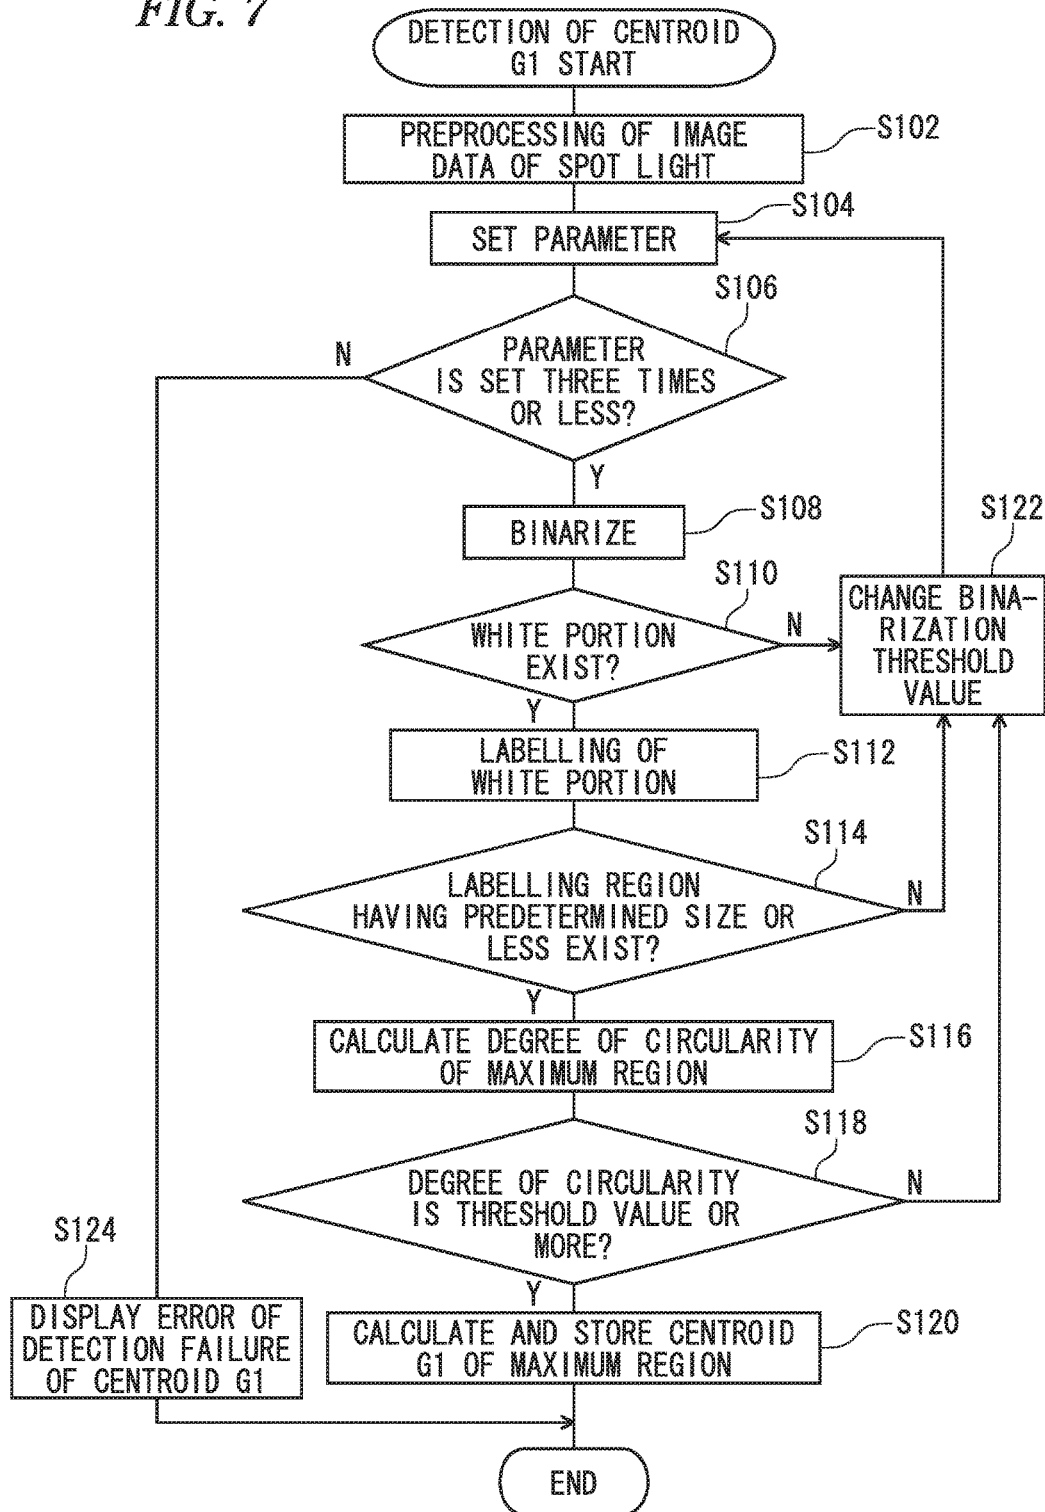 FIG. 7
DETECTION OF CENTROID
G1 START
PREPROCESSING OF IMAGE
DATA OF SPOT LIGHT
S102
S104
SET PARAMETER
S106
N
PARAMETER
IS SET THREE TIMES
OR LESS?
Y
BINARIZE
S108
S122
S110
CHANGE BINA-
RIZATION
THRESHOLD
VALUE
WHITE PORTION
EXIST?
N
Y
LABELLING OF
WHITE PORTION
S112
S114
LABELLING REGION
HAVING PREDETERMINED SIZE OR
LESS EXIST?
N
Y
CALCULATE DEGREE OF CIRCULARITY
OF MAXIMUM REGION
S116
S118
DEGREE OF CIRCULARITY
IS THRESHOLD VALUE OR
MORE?
N
Y
S124
DISPLAY ERROR OF
DETECTION FAILURE
OF CENTROID G1
CALCULATE AND STORE CENTROID
G1 OF MAXIMUM REGION
S120
END